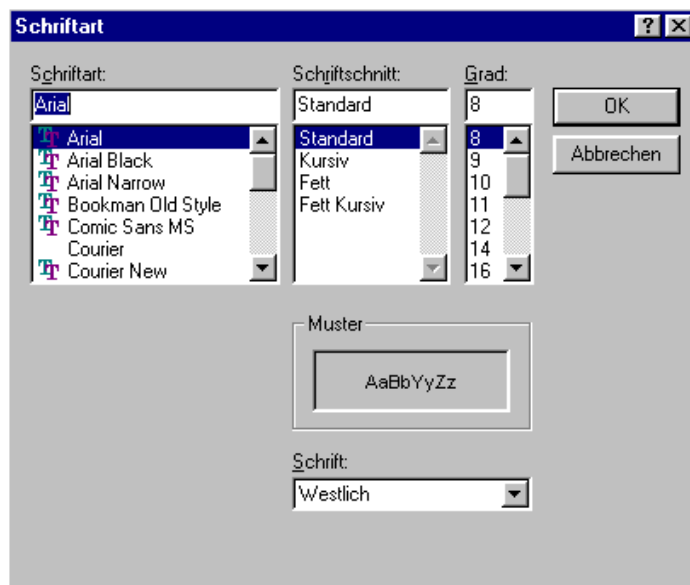 Schriftart
Schriftart:
Arial
Arial
Arial Black
Arial Narrow
Bookman Old Style
Comic Sans MS
Courier
Courier New
Schriftschnitt:
Standard
Standard
Kursiv
Fett
Fett Kursiv
Grad:
8
8
9
10
11
12
14
16
OK
Abbrechen
Muster
AaBbYyZz
Schrift:
Westlich